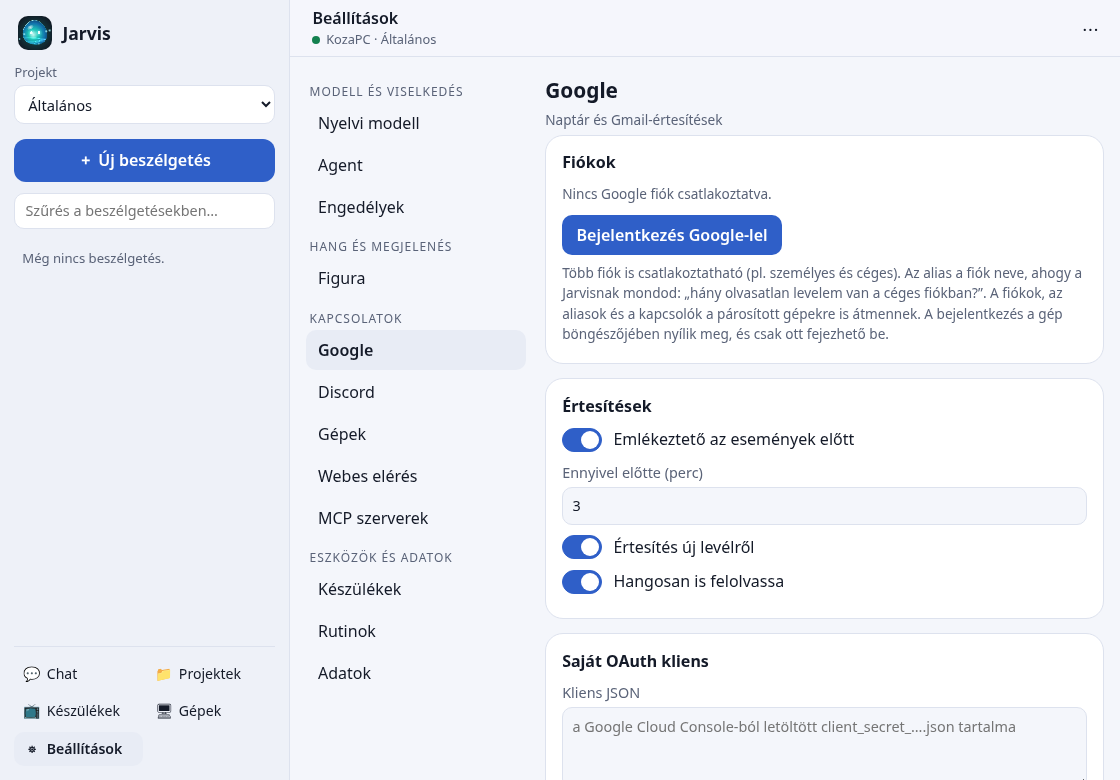 Jarvis
Projekt
Általános
+ Új beszélgetés
Szűrés a beszélgetésekben…
Még nincs beszélgetés.
Chat
Projektek
Készülékek
Gépek
Beállítások
Beállítások
KozaPC · Általános
…
MODELL ÉS VISELKEDÉS
Nyelvi modell
Agent
Engedélyek
HANG ÉS MEGJELENÉS
Figura
KAPCSOLATOK
Google
Discord
Gépek
Webes elérés
MCP szerverek
ESZKÖZÖK ÉS ADATOK
Készülékek
Rutinok
Adatok
Google
Naptár és Gmail-értesítések
Fiókok
Nincs Google fiók csatlakoztatva.
Bejelentkezés Google-lel
Több fiók is csatlakoztatható (pl. személyes és céges). Az alias a fiók neve, ahogy a
Jarvisnak mondod: „hány olvasatlan levelem van a céges fiókban?”. A fiókok, az
aliasok és a kapcsolók a párosított gépekre is átmennek. A bejelentkezés a gép
böngészőjében nyílik meg, és csak ott fejezhető be.
Értesítések
Emlékeztető az események előtt
Ennyivel előtte (perc)
3
Értesítés új levélről
Hangosan is felolvassa
Saját OAuth kliens
Kliens JSON
a Google Cloud Console-ból letöltött client_secret_….json tartalma